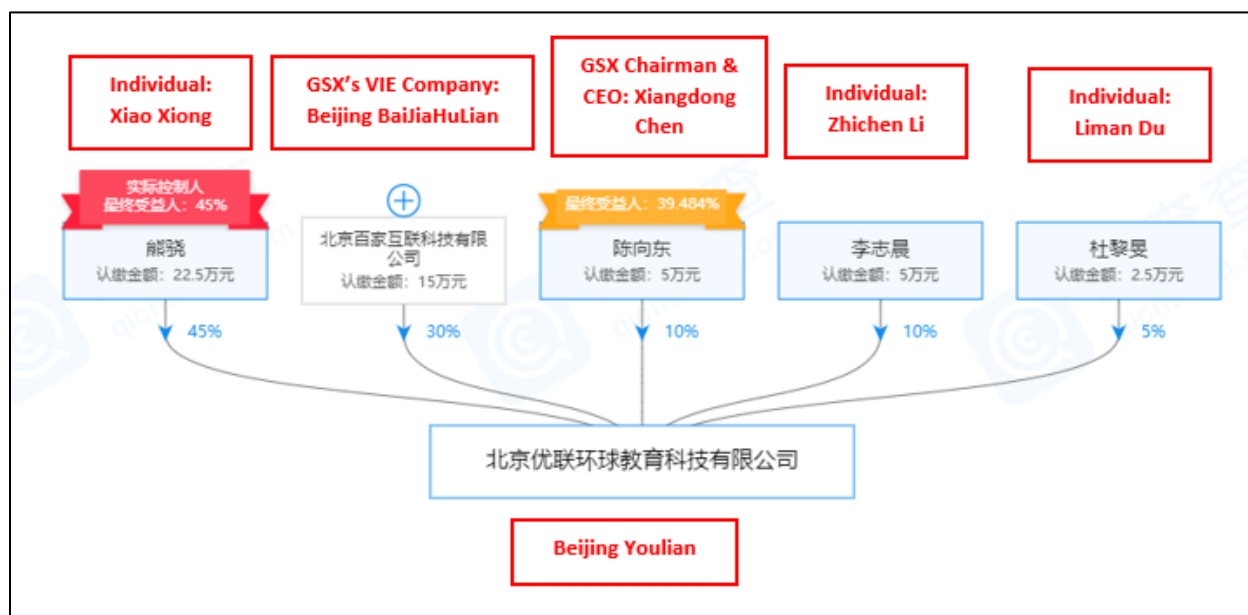 Individual:
Xiao Xiong
GSX's VIE Company:
Beijing BaiJiaHuLian
GSX Chairman &
CEO: Xiangdong
Chen
Individual:
Zhichen Li
Individual:
Liman Du
实际控制人
最终受益人：45%
熊骁
认缴金额：22.5万元
北京百家互联科技有限
公司
认缴金额：15万元
最终受益人：39.484%
陈向东
认缴金额：5万元
李志晨
认缴金额：5万元
杜黎旻
认缴金额：2.5万元
45%
30%
10%
10%
5%
北京优联环球教育科技有限公司
Beijing Youlian